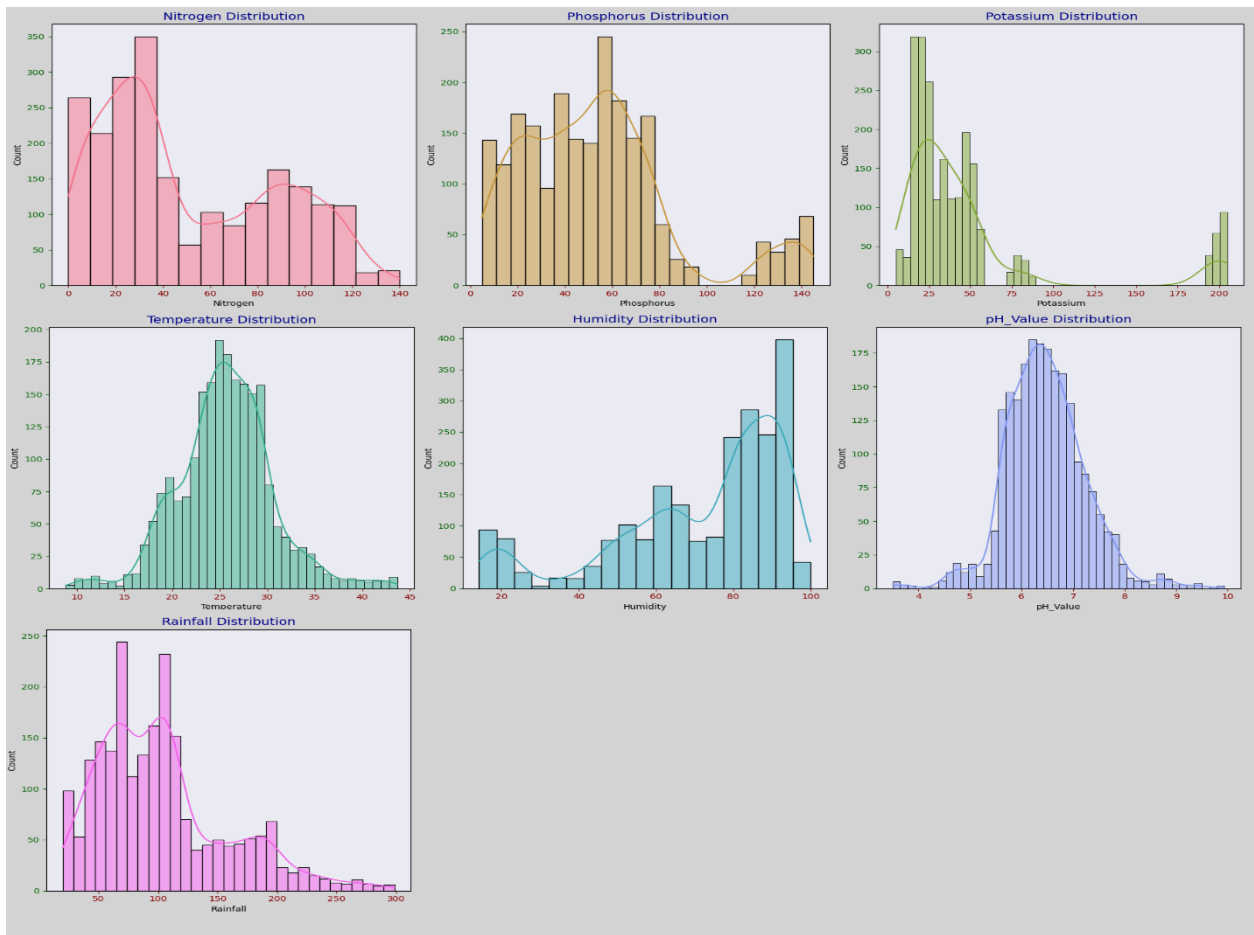 Nitrogen Distribution
350
300
250
200
150
100
50
0
Count
0 20 40 60 80 100 120 140
Nitrogen
Phosphorus Distribution
250
200
150
100
50
0
Count
0 20 40 60 80 100 120 140
Phosphorus
Potassium Distribution
300
250
200
150
100
50
0
Count
0 25 50 75 100 125 150 175 200
Potassium
Temperature Distribution
200
175
150
125
100
75
50
25
0
Count
10 15 20 25 30 35 40 45
Temperature
Humidity Distribution
400
350
300
250
200
150
100
50
0
Count
20 40 60 80 100
Humidity
pH_Value Distribution
175
150
125
100
75
50
25
0
Count
4 5 6 7 8 9 10
pH_Value
Rainfall Distribution
250
200
150
100
50
0
Count
50 100 150 200 250 300
Rainfall